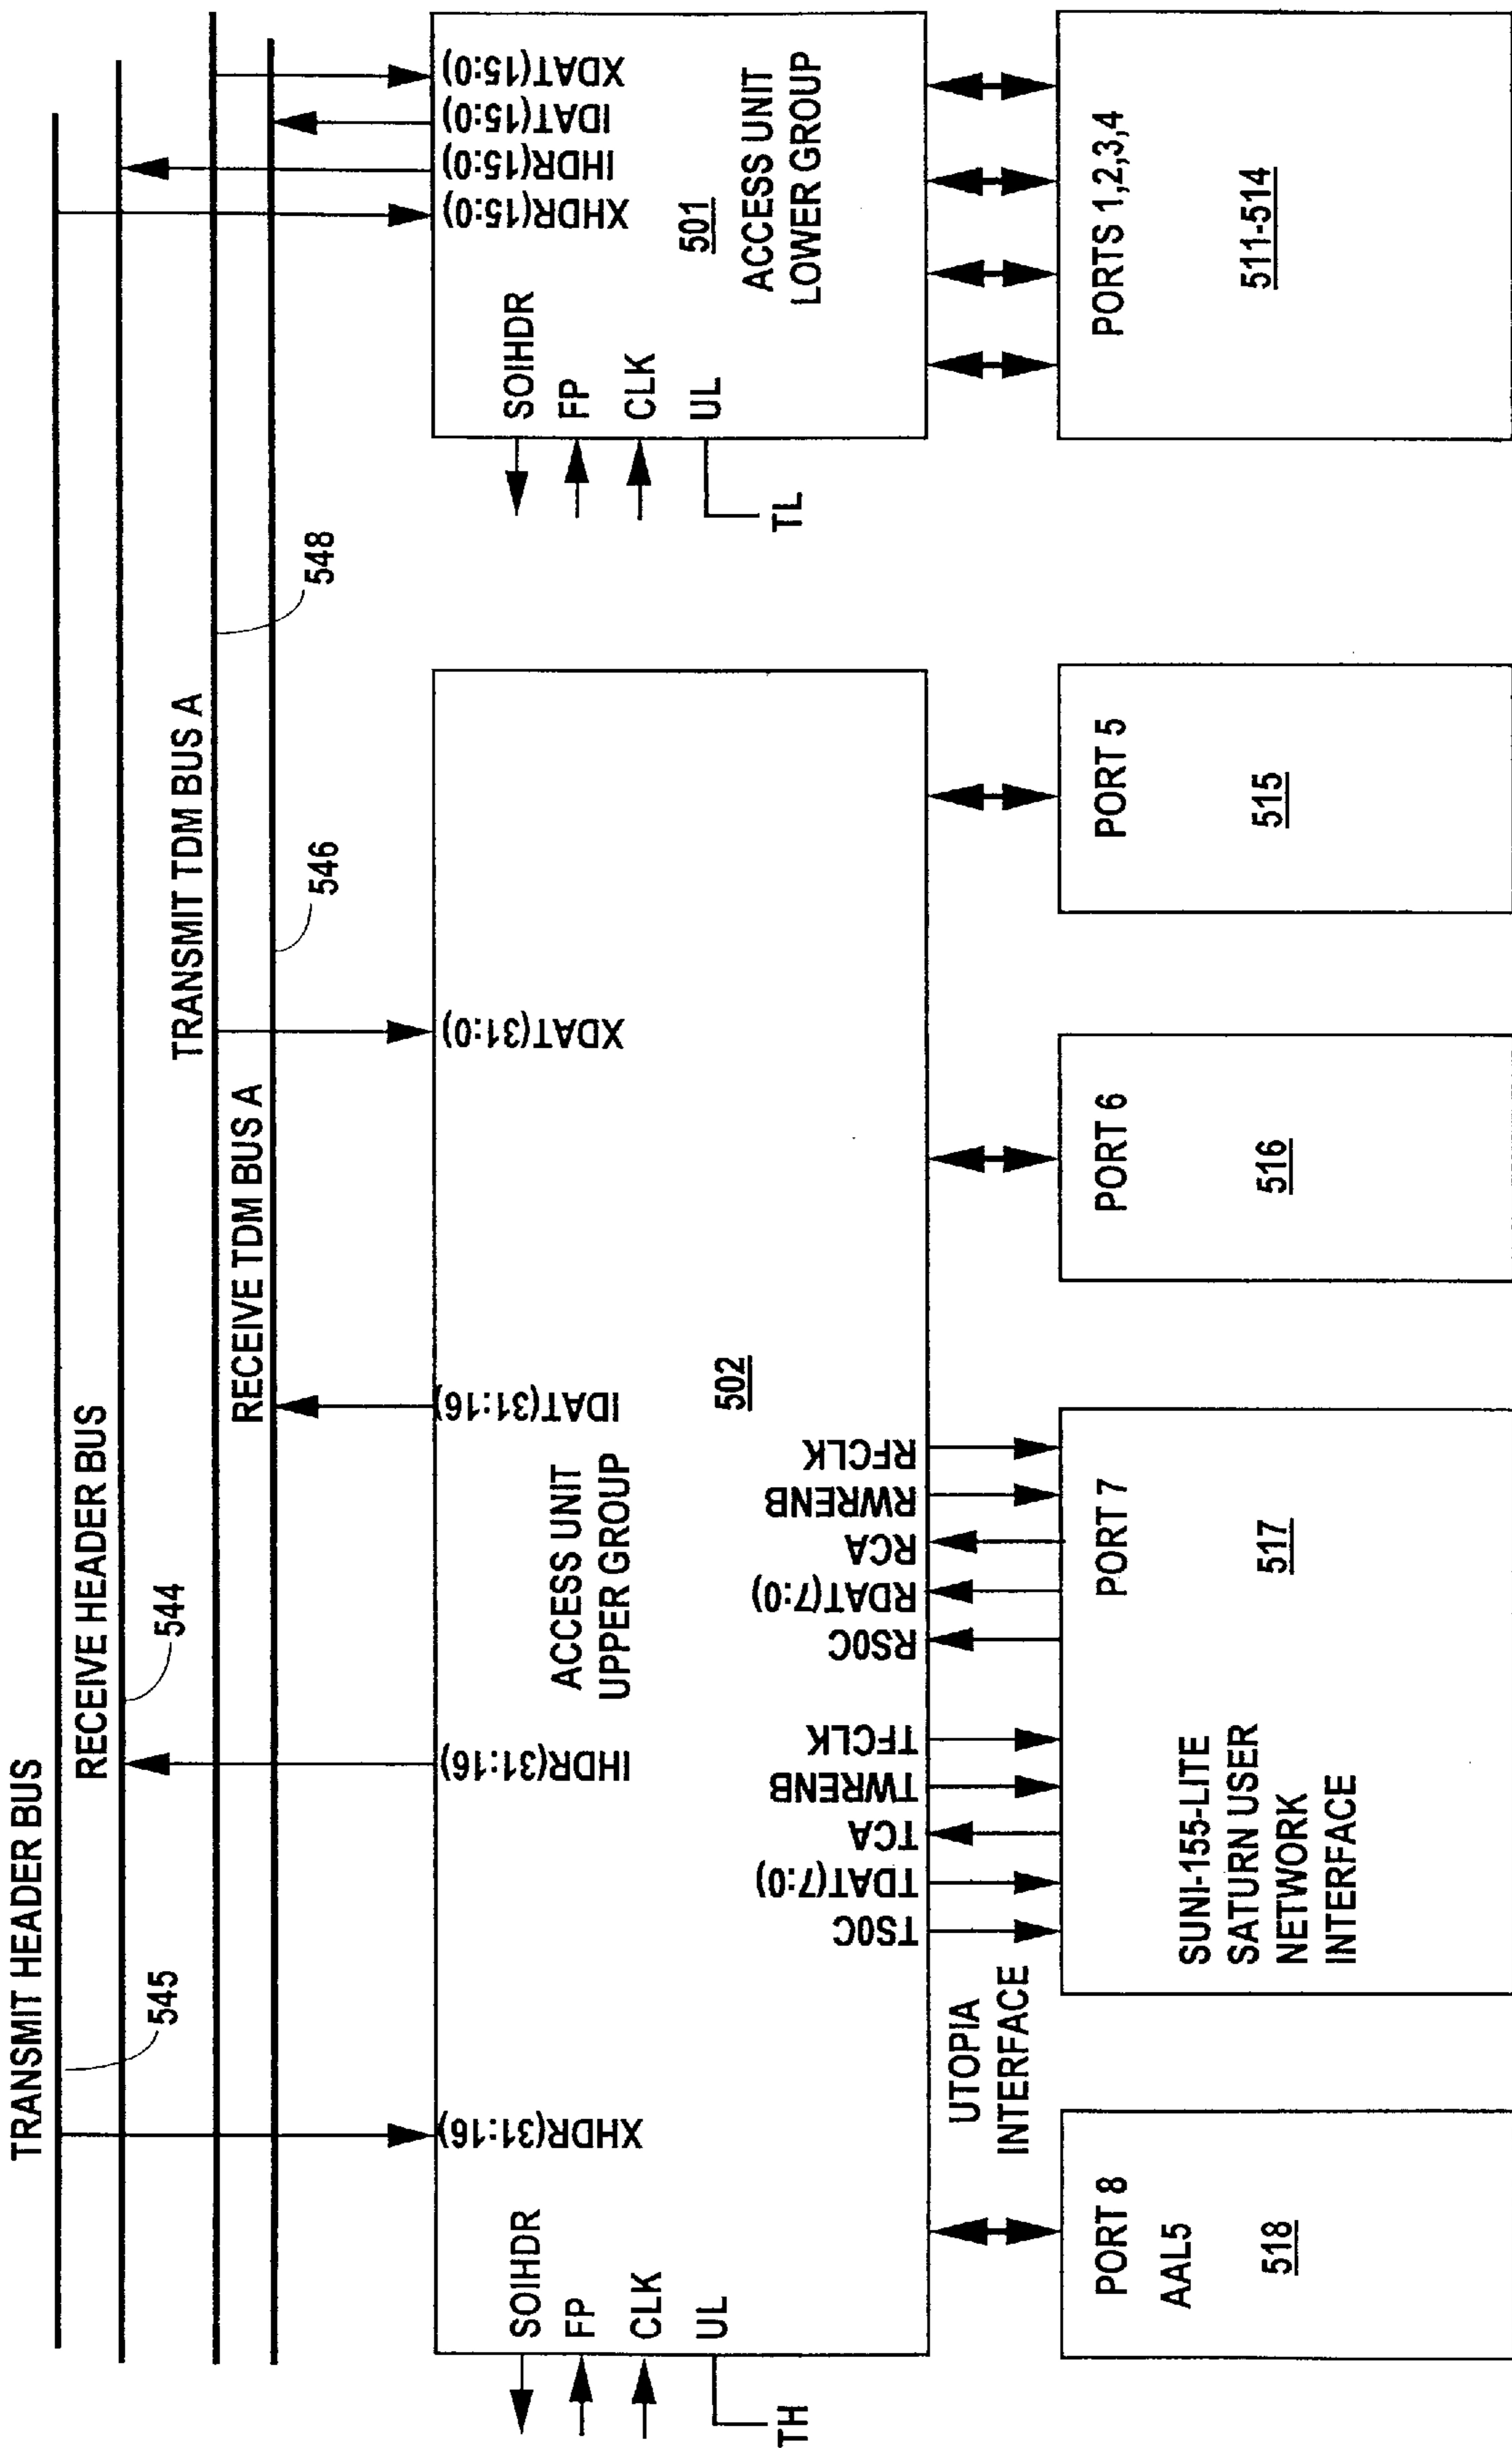 TRANSMIT HEADER BUS
545
RECEIVE HEADER BUS
544
TRANSMIT TDM BUS A
548
RECEIVE TDM BUS A
546
SOIHDR
FP
CLK
UL
TH
XHDR(31:16)
IHDR(31:16)
IDAT(31:16)
XDAT(31:0)
ACCESS UNIT
UPPER GROUP
502
TSOC
TDAT(7:0)
TCA
TWRENB
TFCLK
RSOC
RDAT(7:0)
RCA
RWRENB
RFCLK
UTOPIA
INTERFACE
SOIHDR
FP
CLK
UL
TL
XHDR(15:0)
IHDR(15:0)
IDAT(15:0)
XDAT(15:0)
501
ACCESS UNIT
LOWER GROUP
PORT 8
AAL5
518
PORT 7
517
SUNI-155-LITE
SATURN USER
NETWORK
INTERFACE
PORT 6
516
PORT 5
515
PORTS 1,2,3,4
511-514